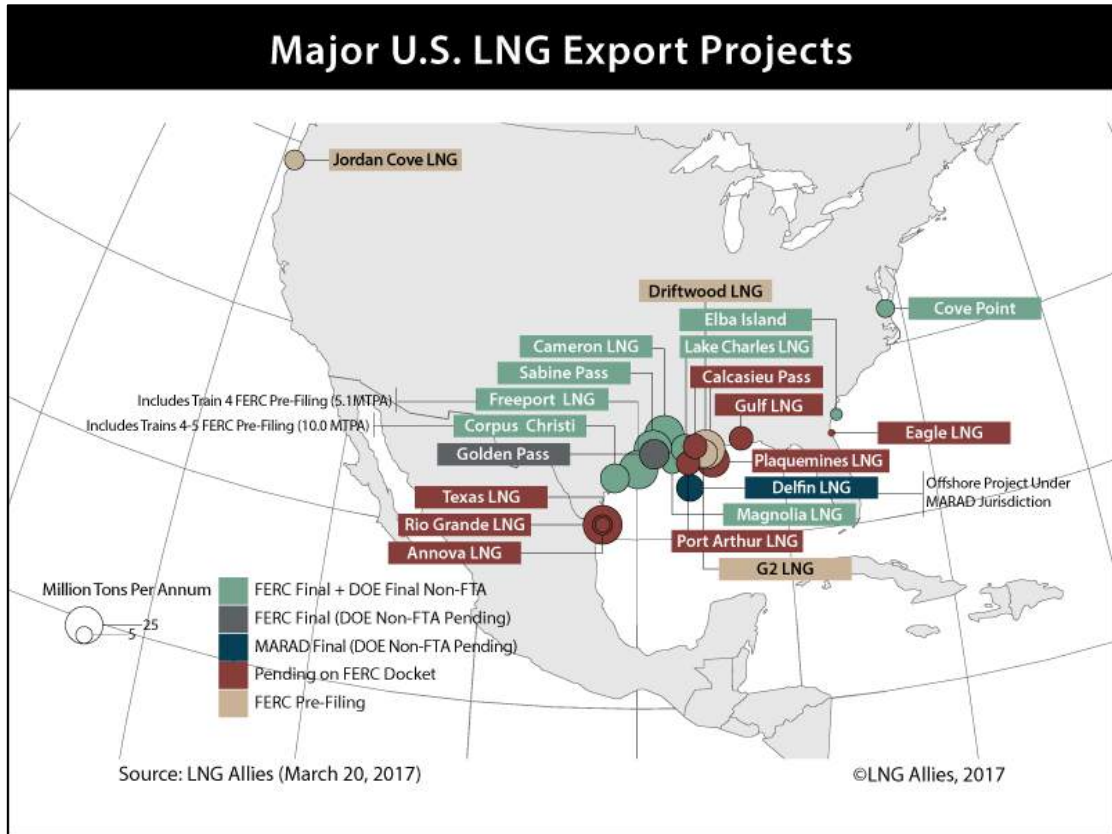 Major U.S. LNG Export Projects
Jordan Cove LNG
Driftwood LNG
Elba Island
Cove Point
Cameron LNG
Lake Charles LNG
Sabine Pass
Calcasieu Pass
Includes Train 4 FERC Pre-Filing (5.1MTPA)
Freeport LNG
Gulf LNG
Includes Trains 4-5 FERC Pre-Filing (10.0 MTPA)
Corpus Christi
Eagle LNG
Golden Pass
Plaquemines LNG
Texas LNG
Delfin LNG
Offshore Project Under
MARAD Jurisdiction
Rio Grande LNG
Magnolia LNG
Annova LNG
Port Arthur LNG
G2 LNG
Million Tons Per Annum
25
5
FERC Final + DOE Final Non-FTA
FERC Final (DOE Non-FTA Pending)
MARAD Final (DOE Non-FTA Pending)
Pending on FERC Docket
FERC Pre-Filing
Source: LNG Allies (March 20, 2017)
©LNG Allies, 2017